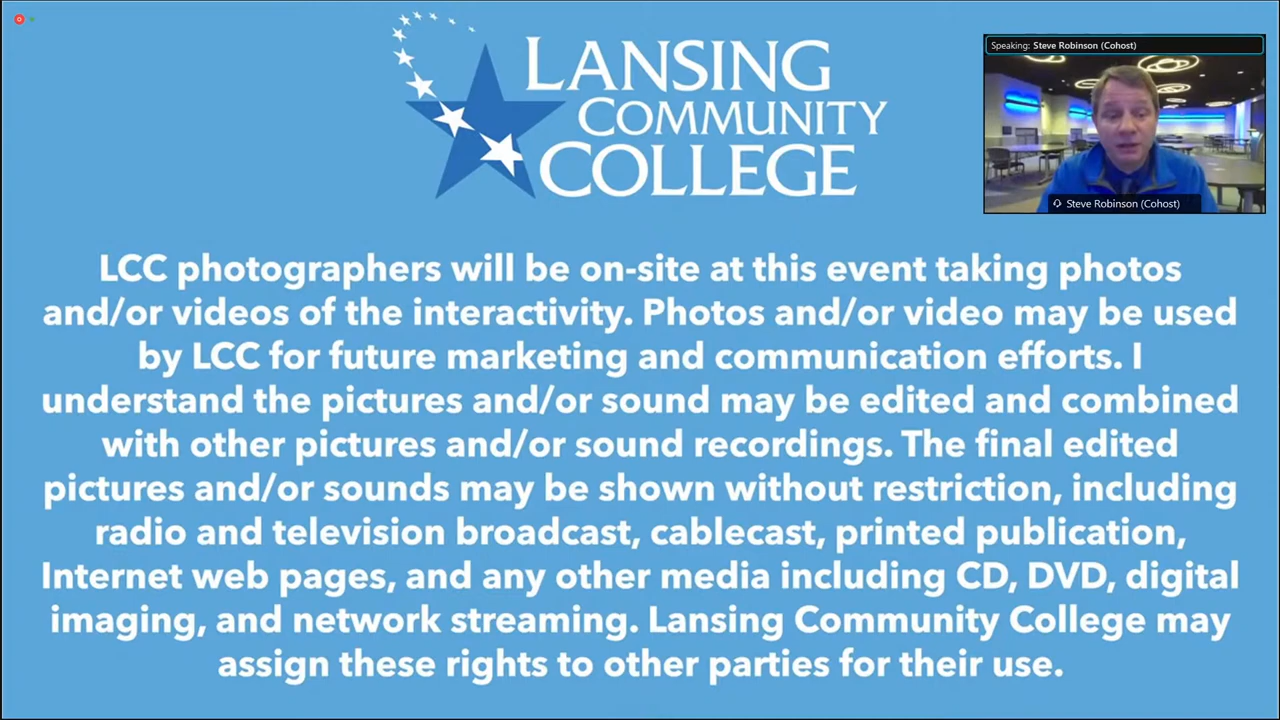 LANSING
COMMUNITY
COLLEGE
Speaking: Steve Robinson (Cohost)
Steve Robinson (Cohost)
LCC photographers will be on-site at this event taking photos
and/or videos of the interactivity. Photos and/or video may be used
by LCC for future marketing and communication efforts. I
understand the pictures and/or sound may be edited and combined
with other pictures and/or sound recordings. The final edited
pictures and/or sounds may be shown without restriction, including
radio and television broadcast, cablecast, printed publication,
Internet web pages, and any other media including CD, DVD, digital
imaging, and network streaming. Lansing Community College may
assign these rights to other parties for their use.